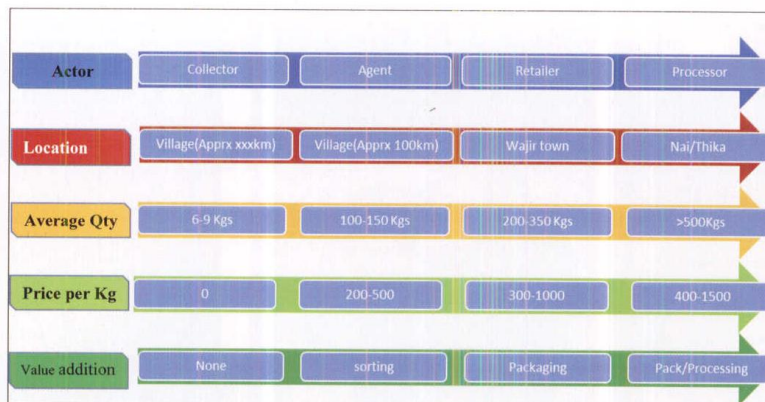 Actor Collector Agent Retailer Processor
Location Village(Apprx xxxkm) Village(Apprx 100km) Wajir town Nai/Thika
Average Qty 6-9 Kgs 100-150 Kgs 200-350 Kgs >500Kgs
Price per Kg 0 200-500 300-1000 400-1500
Value addition None sorting Packaging Pack/Processing